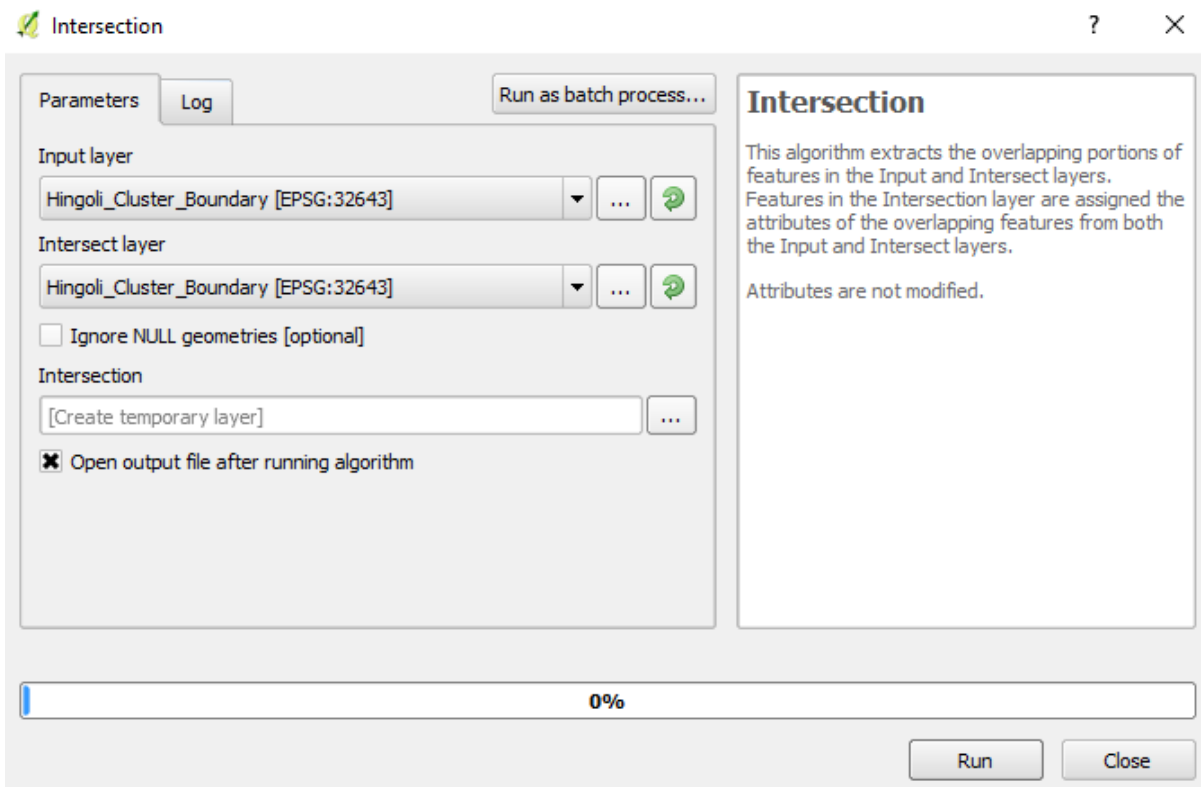 Intersection
?
Parameters
Log
Run as batch process...
Input layer
Hingoli_Cluster_Boundary [EPSG:32643]
...
Intersect layer
Hingoli_Cluster_Boundary [EPSG:32643]
...
Ignore NULL geometries [optional]
Intersection
[Create temporary layer]
...
Open output file after running algorithm
Intersection
This algorithm extracts the overlapping portions of
features in the Input and Intersect layers.
Features in the Intersection layer are assigned the
attributes of the overlapping features from both
the Input and Intersect layers.
Attributes are not modified.
0%
Run
Close